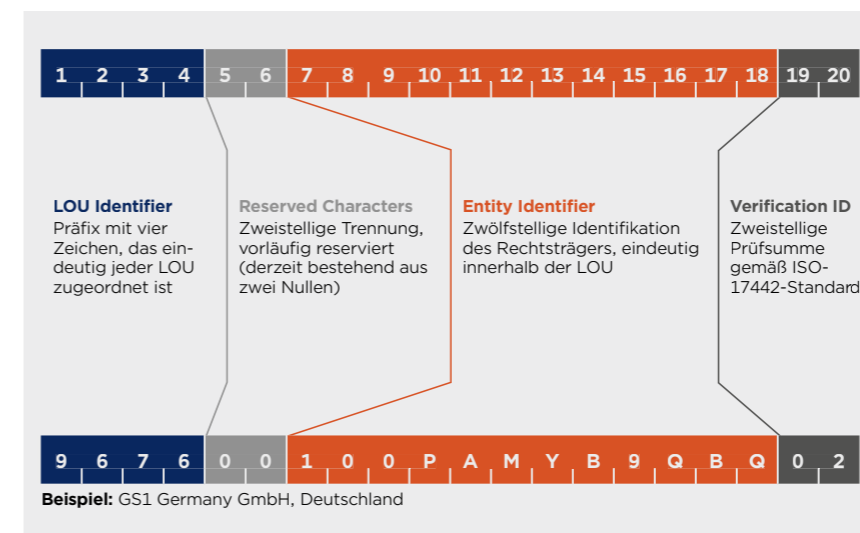 1 2 3 4 5 6 7 8 9 10 11 12 13 14 15 16 17 18 19 20
LOU Identifier
Präfix mit vier
Zeichen, das ein-
deutig jeder LOU
zugeordnet ist
Reserved Characters
Zweistellige Trennung,
vorläufig reserviert
(derzeit bestehend aus
zwei Nullen)
Entity Identifier
Zwölfstellige Identifikation
des Rechtsträgers, eindeutig
innerhalb der LOU
Verification ID
Zweistellige
Prüfsumme
gemäß ISO-
17442-Standard
9 6 7 6 0 0 1 0 0 P A M Y B 9 Q B Q 0 2
Beispiel: GS1 Germany GmbH, Deutschland